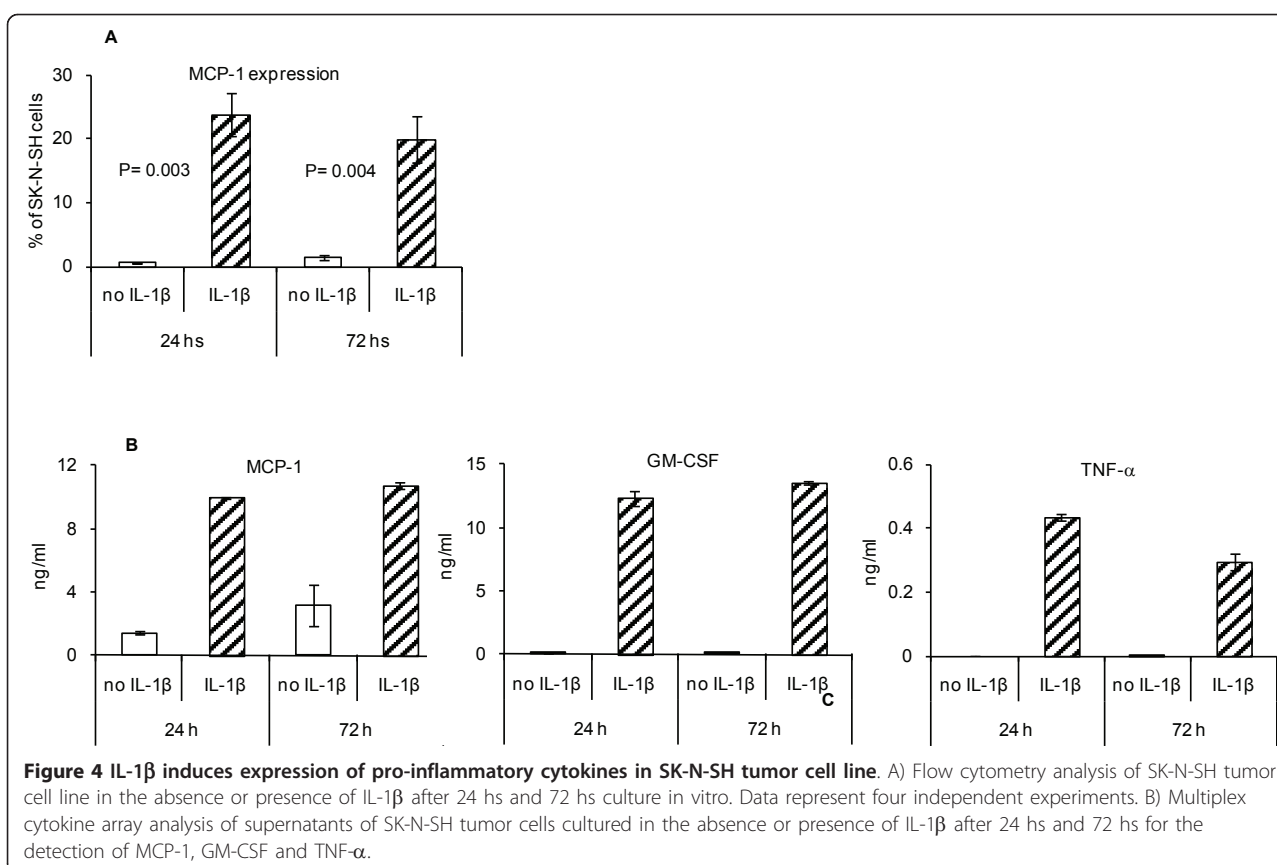 A
MCP-1 expression
% of SK-N-SH cells
30
20
10
0
P= 0.003
P= 0.004
no IL-1β IL-1β no IL-1β IL-1β
24 hs 72 hs
B
MCP-1
ng/ml
12
8
4
0
no IL-1β IL-1β no IL-1β IL-1β
24 h 72 h
GM-CSF
ng/ml
15
10
5
0
no IL-1β IL-1β no IL-1β IL-1β
C
24 h 72 h
TNF-α
ng/ml
0.6
0.4
0.2
0
no IL-1β IL-1β no IL-1β IL-1β
24 h 72 h
Figure 4 IL-1β induces expression of pro-inflammatory cytokines in SK-N-SH tumor cell line. A) Flow cytometry analysis of SK-N-SH tumor
cell line in the absence or presence of IL-1β after 24 hs and 72 hs culture in vitro. Data represent four independent experiments. B) Multiplex
cytokine array analysis of supernatants of SK-N-SH tumor cells cultured in the absence or presence of IL-1β after 24 hs and 72 hs for the
detection of MCP-1, GM-CSF and TNF-α.